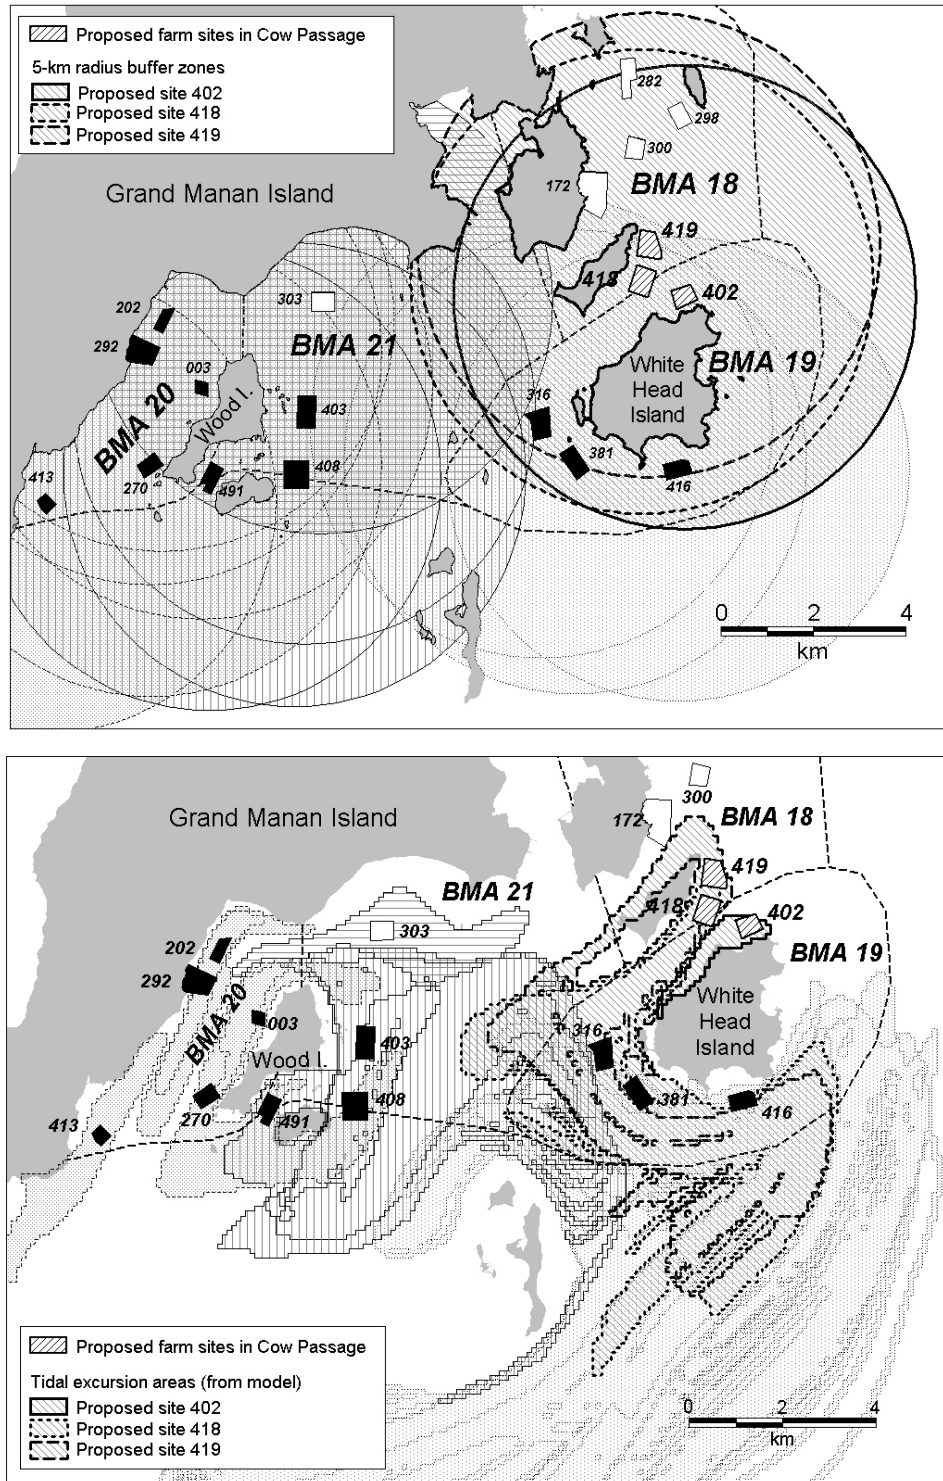 Proposed farm sites in Cow Passage
5-km radius buffer zones
Proposed site 402
Proposed site 418
Proposed site 419
Grand Manan Island
282
298
300
172
BMA 18
419
418
402
202
303
292
BMA 21
003
BMA 20
Wood I.
403
White
Head
Island
BMA 19
316
413
270
491
408
381
416
0 2 4
km
Grand Manan Island
300
172
BMA 18
419
BMA 21
418
402
303
202
BMA 19
292
BMA 20
003
White
Head
Island
316
403
Wood I.
408
381
416
270
491
413
Proposed farm sites in Cow Passage
Tidal excursion areas (from model)
Proposed site 402
Proposed site 418
Proposed site 419
0 2 4
km